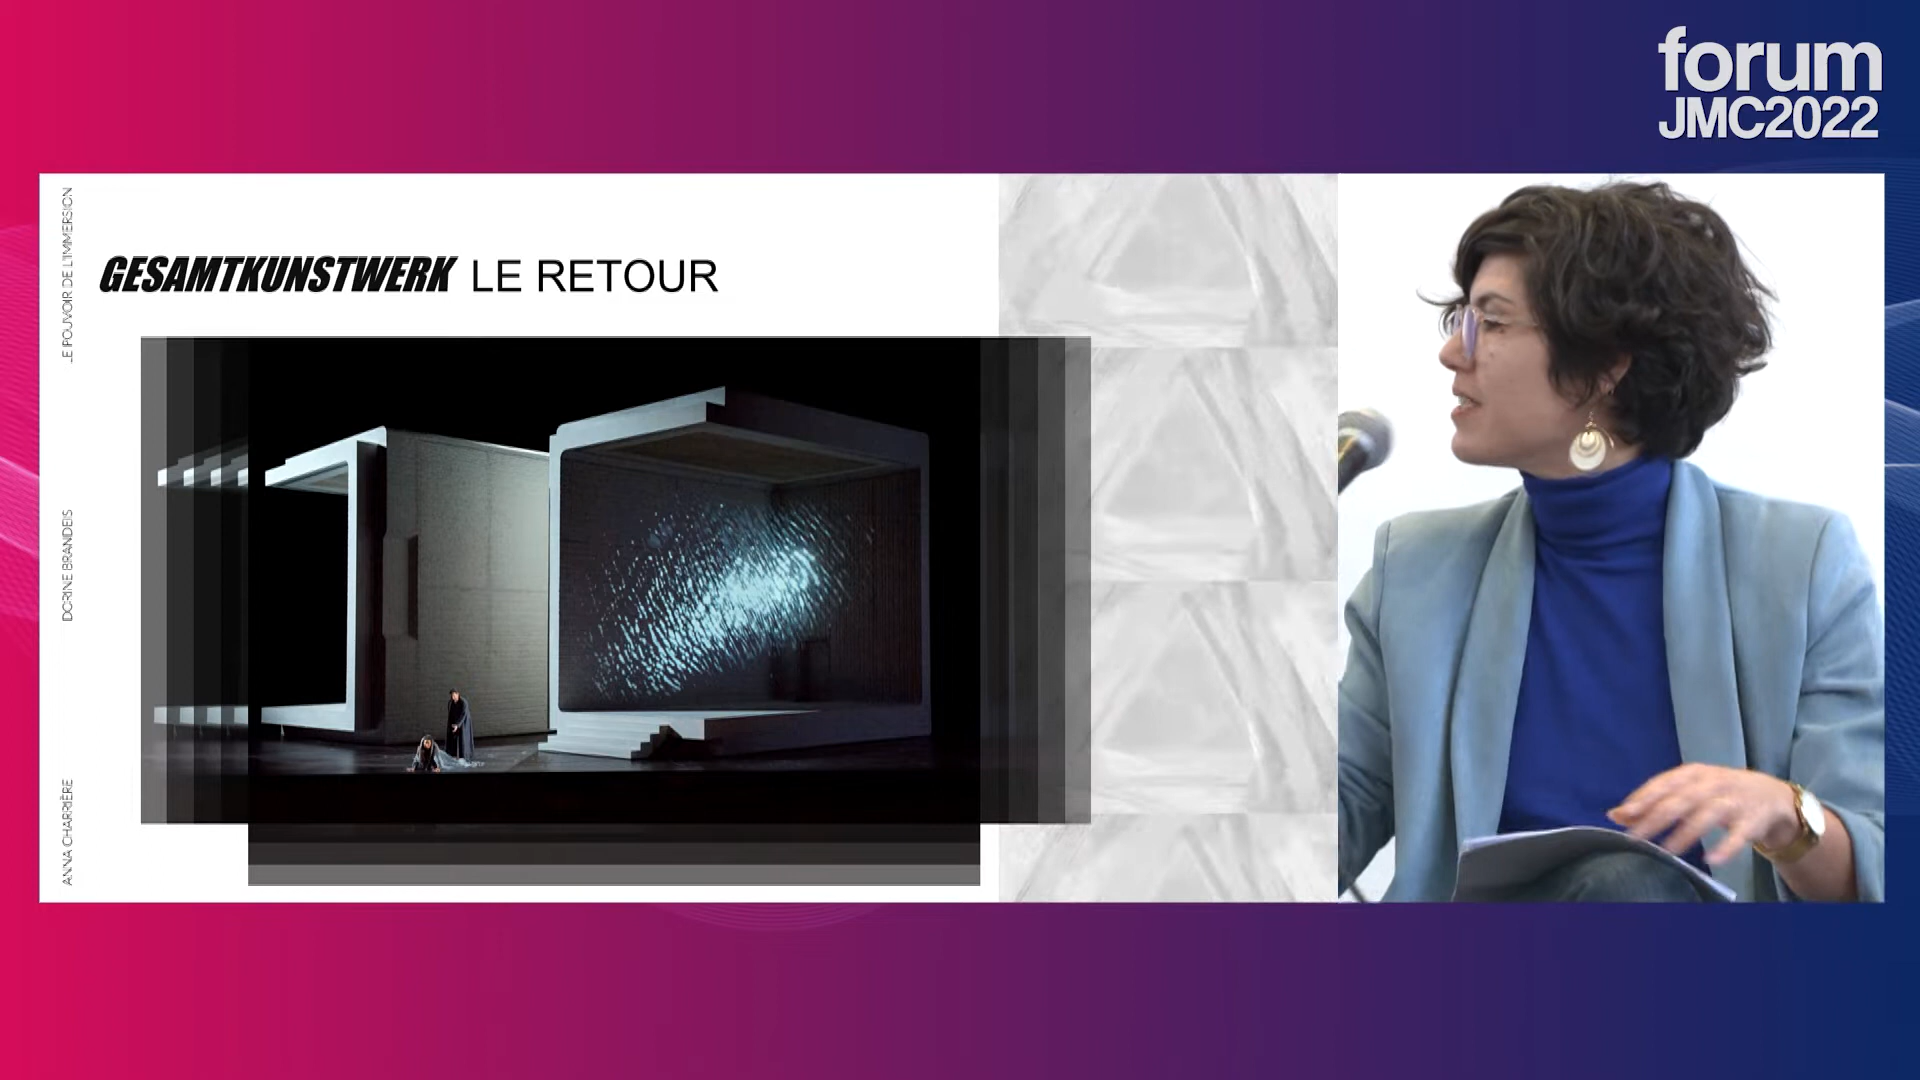 forum
JMC2022
LE POUVOIR DE L'IMMERSION
GESAMTKUNSTWERK LE RETOUR
DORINE BRANDEIS
ANNA CHARRIÈRE